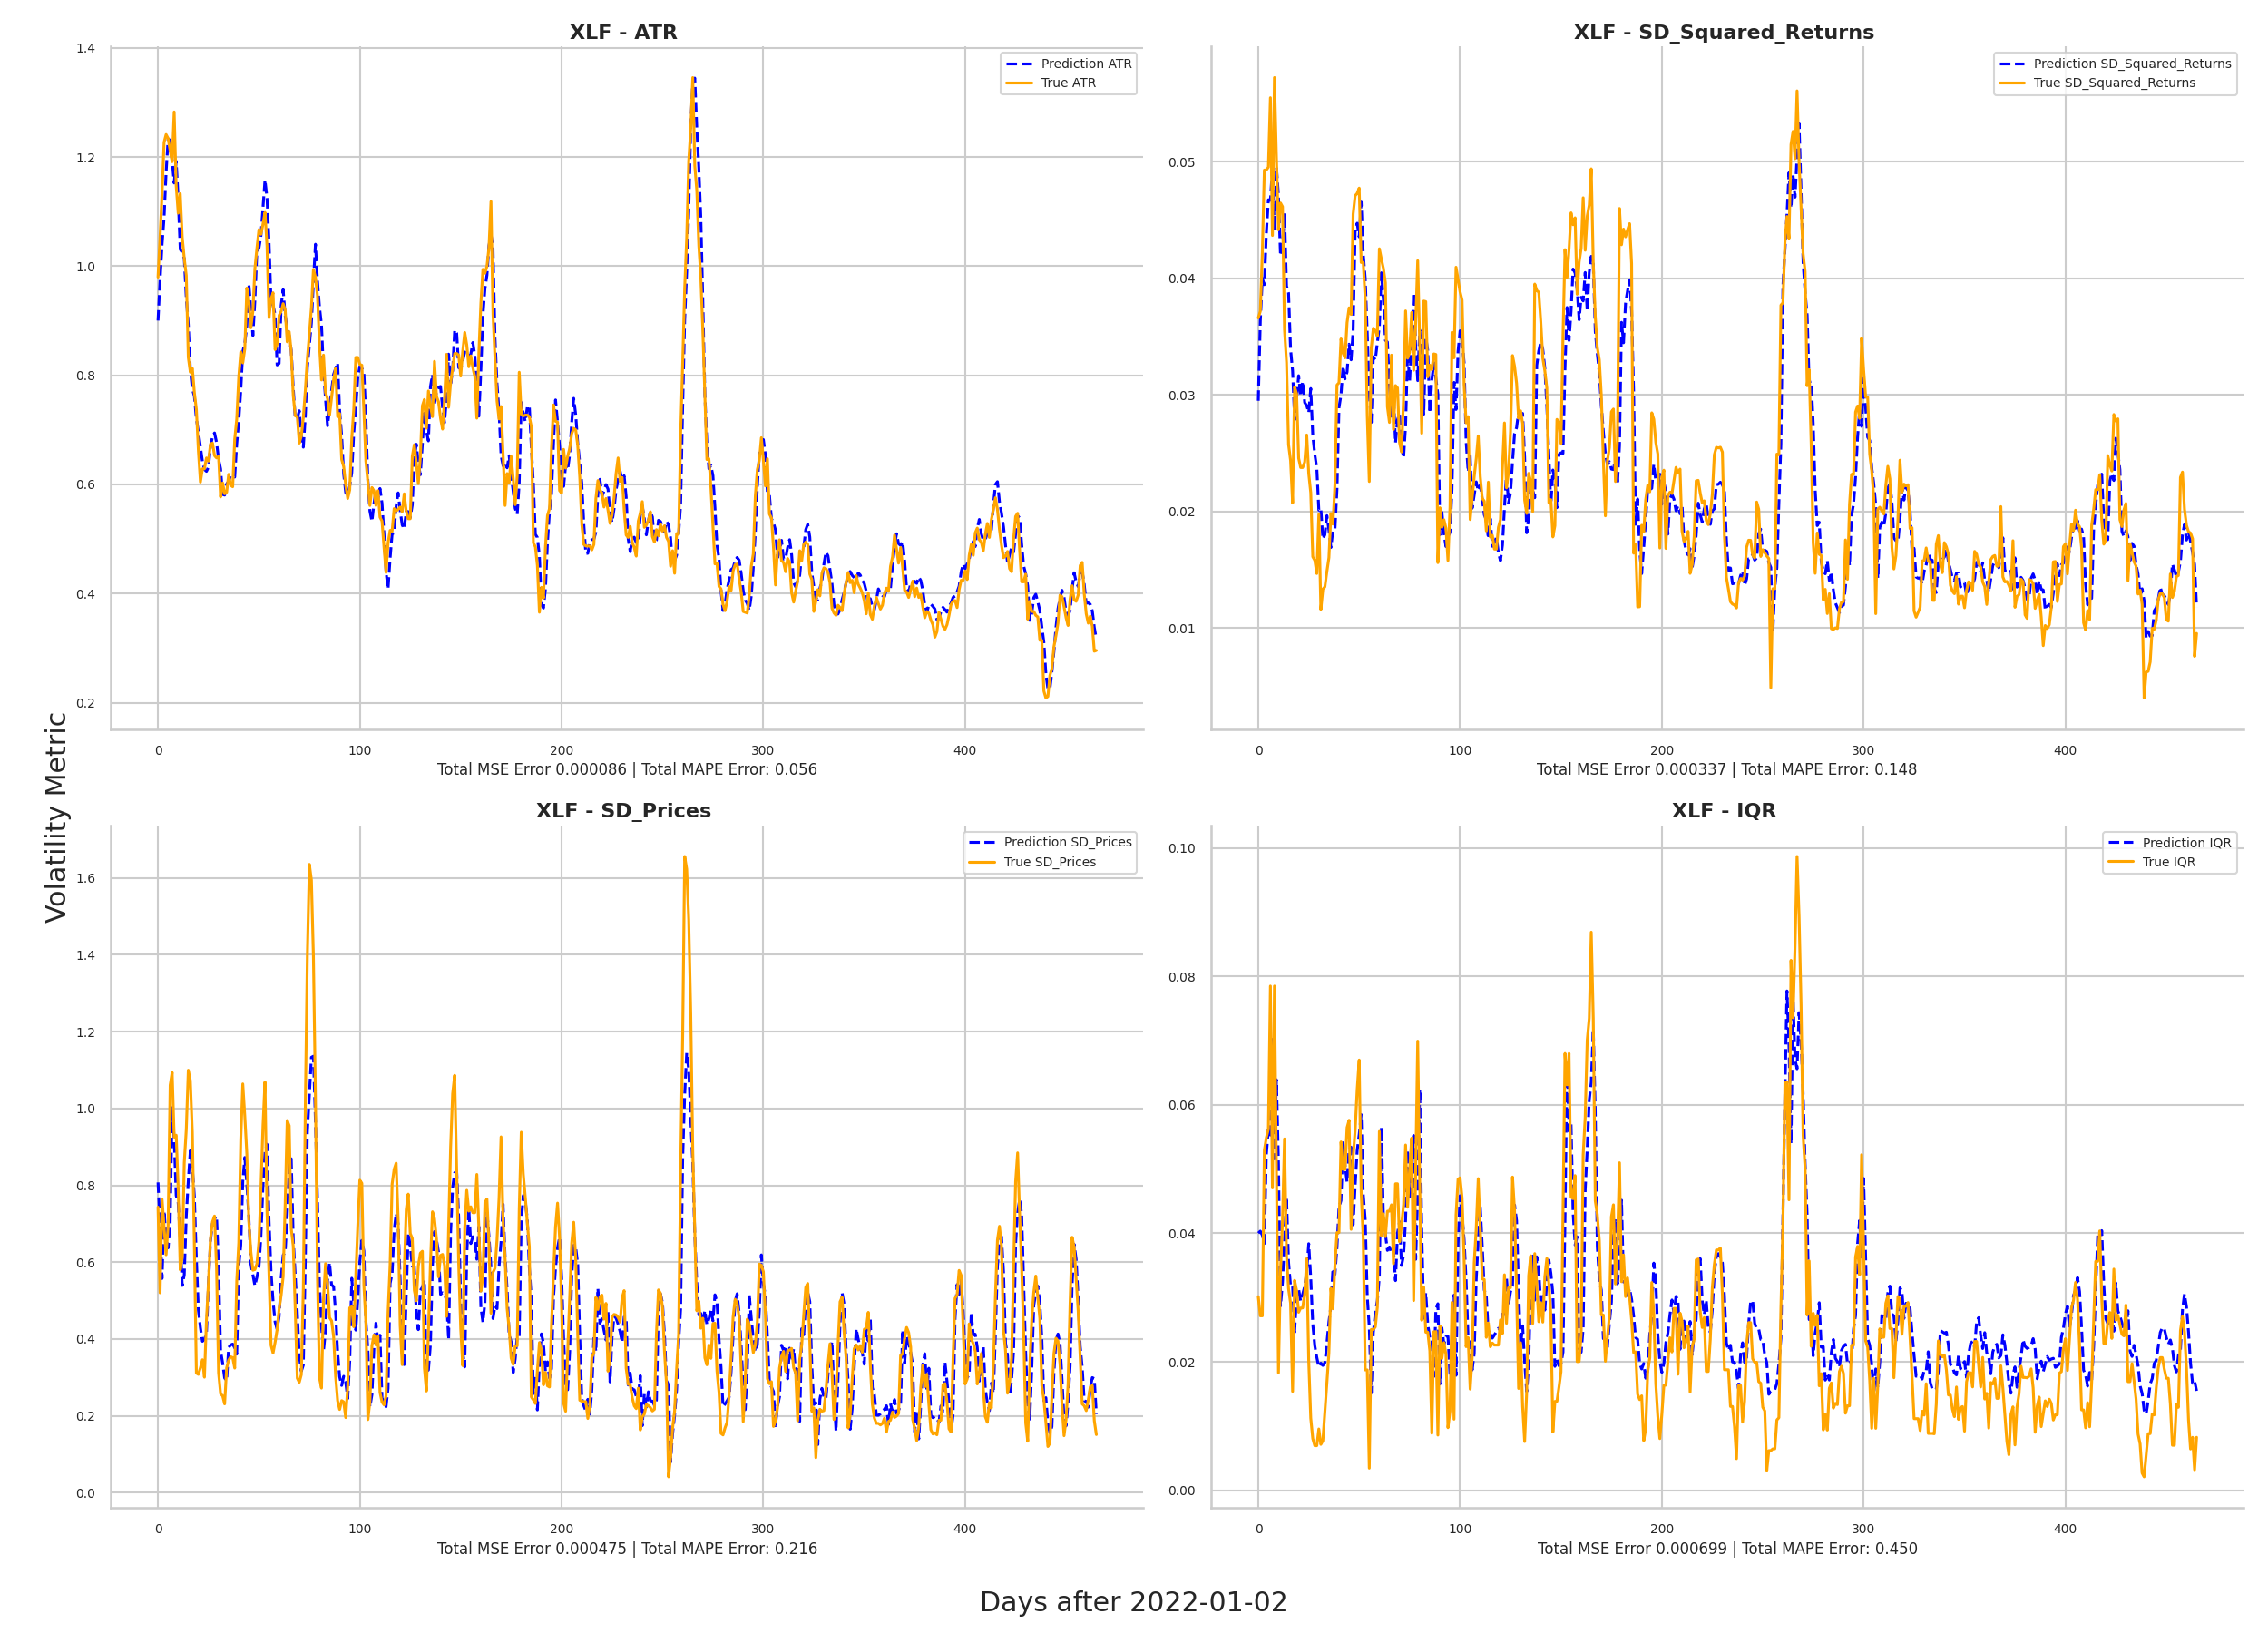 XLF - ATR
1.4
1.2
1.0
0.8
0.6
0.4
0.2
0 100 200 300 400
Prediction ATR
True ATR
Total MSE Error 0.000086 | Total MAPE Error: 0.056
XLF - SD_Squared_Returns
0.05
0.04
0.03
0.02
0.01
0 100 200 300 400
Prediction SD_Squared_Returns
True SD_Squared_Returns
Total MSE Error 0.000337 | Total MAPE Error: 0.148
Volatility Metric
XLF - SD_Prices
1.6
1.4
1.2
1.0
0.8
0.6
0.4
0.2
0.0
0 100 200 300 400
Prediction SD_Prices
True SD_Prices
Total MSE Error 0.000475 | Total MAPE Error: 0.216
XLF - IQR
0.10
0.08
0.06
0.04
0.02
0.00
0 100 200 300 400
Prediction IQR
True IQR
Total MSE Error 0.000699 | Total MAPE Error: 0.450
Days after 2022-01-02